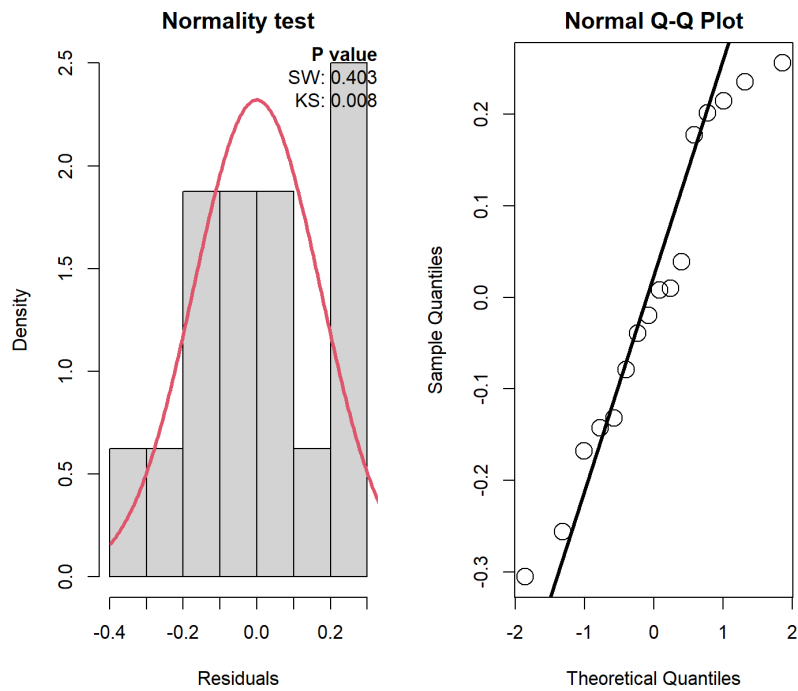 Normality test
P value
SW: 0.403
KS: 0.008
Density
0.0
0.5
1.0
1.5
2.0
2.5
-0.4
-0.2
0.0
0.2
Residuals
Normal Q-Q Plot
Sample Quantiles
-0.3
-0.2
-0.1
0.0
0.1
0.2
-2
-1
0
1
2
Theoretical Quantiles